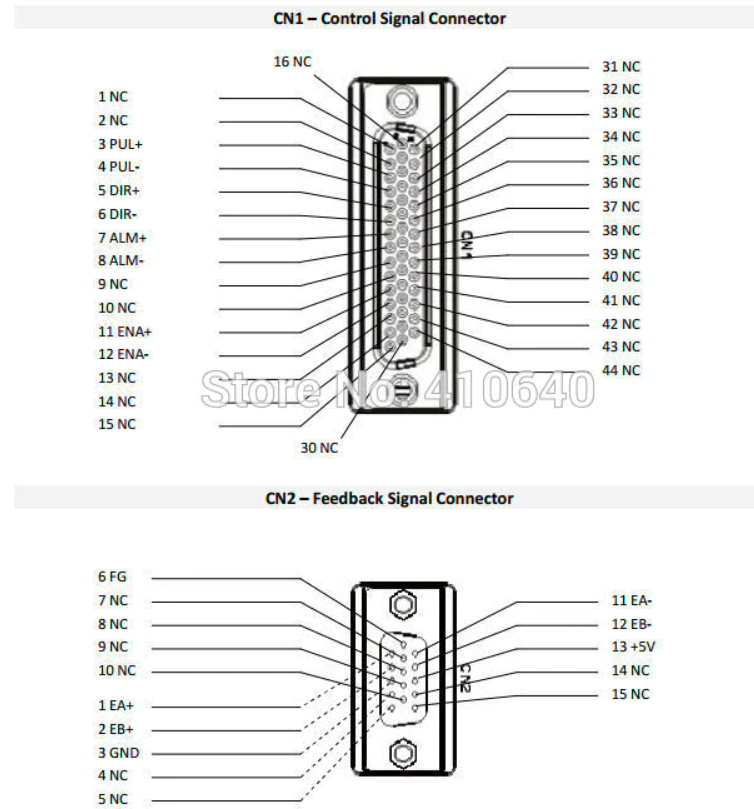 CN1 – Control Signal Connector
16 NC
1 NC
2 NC
3 PUL+
4 PUL-
5 DIR+
6 DIR-
7 ALM+
8 ALM-
9 NC
10 NC
11 ENA+
12 ENA-
13 NC
14 NC
15 NC
30 NC
31 NC
32 NC
33 NC
34 NC
35 NC
36 NC
37 NC
38 NC
39 NC
40 NC
41 NC
42 NC
43 NC
44 NC
CN1
Store No: 410640
CN2 – Feedback Signal Connector
6 FG
7 NC
8 NC
9 NC
10 NC
1 EA+
2 EB+
3 GND
4 NC
5 NC
11 EA-
12 EB-
13 +5V
14 NC
15 NC
CN2